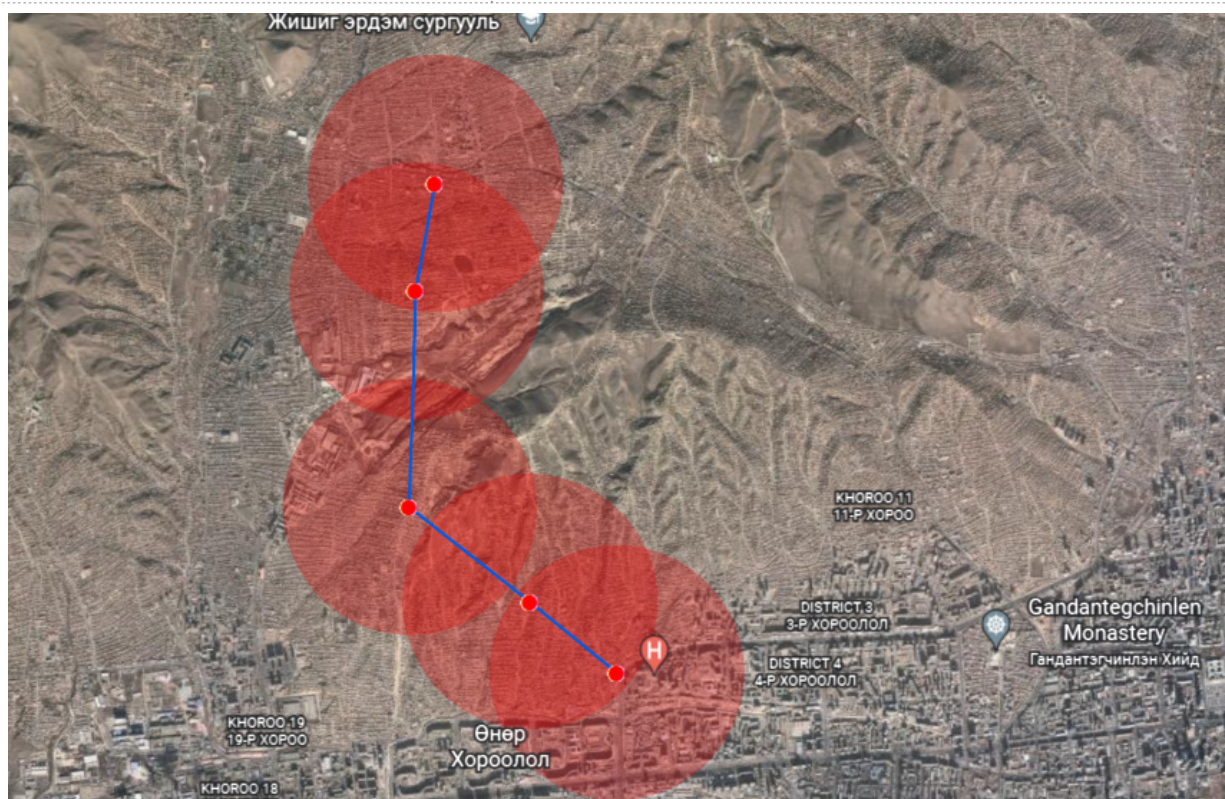 Жишиг эрдэм сургууль
KHOROO 11
11-Р ХОРОО
DISTRICT 3
3-Р ХОРООЛОЛ
Gandantegchinlen
Monastery
Гандантэгчинлэн Хийд
H
DISTRICT 4
4-Р ХОРООЛОЛ
KHOROO 19
19-Р ХОРОО
Өнөр
Хороолол
KHOROO 18